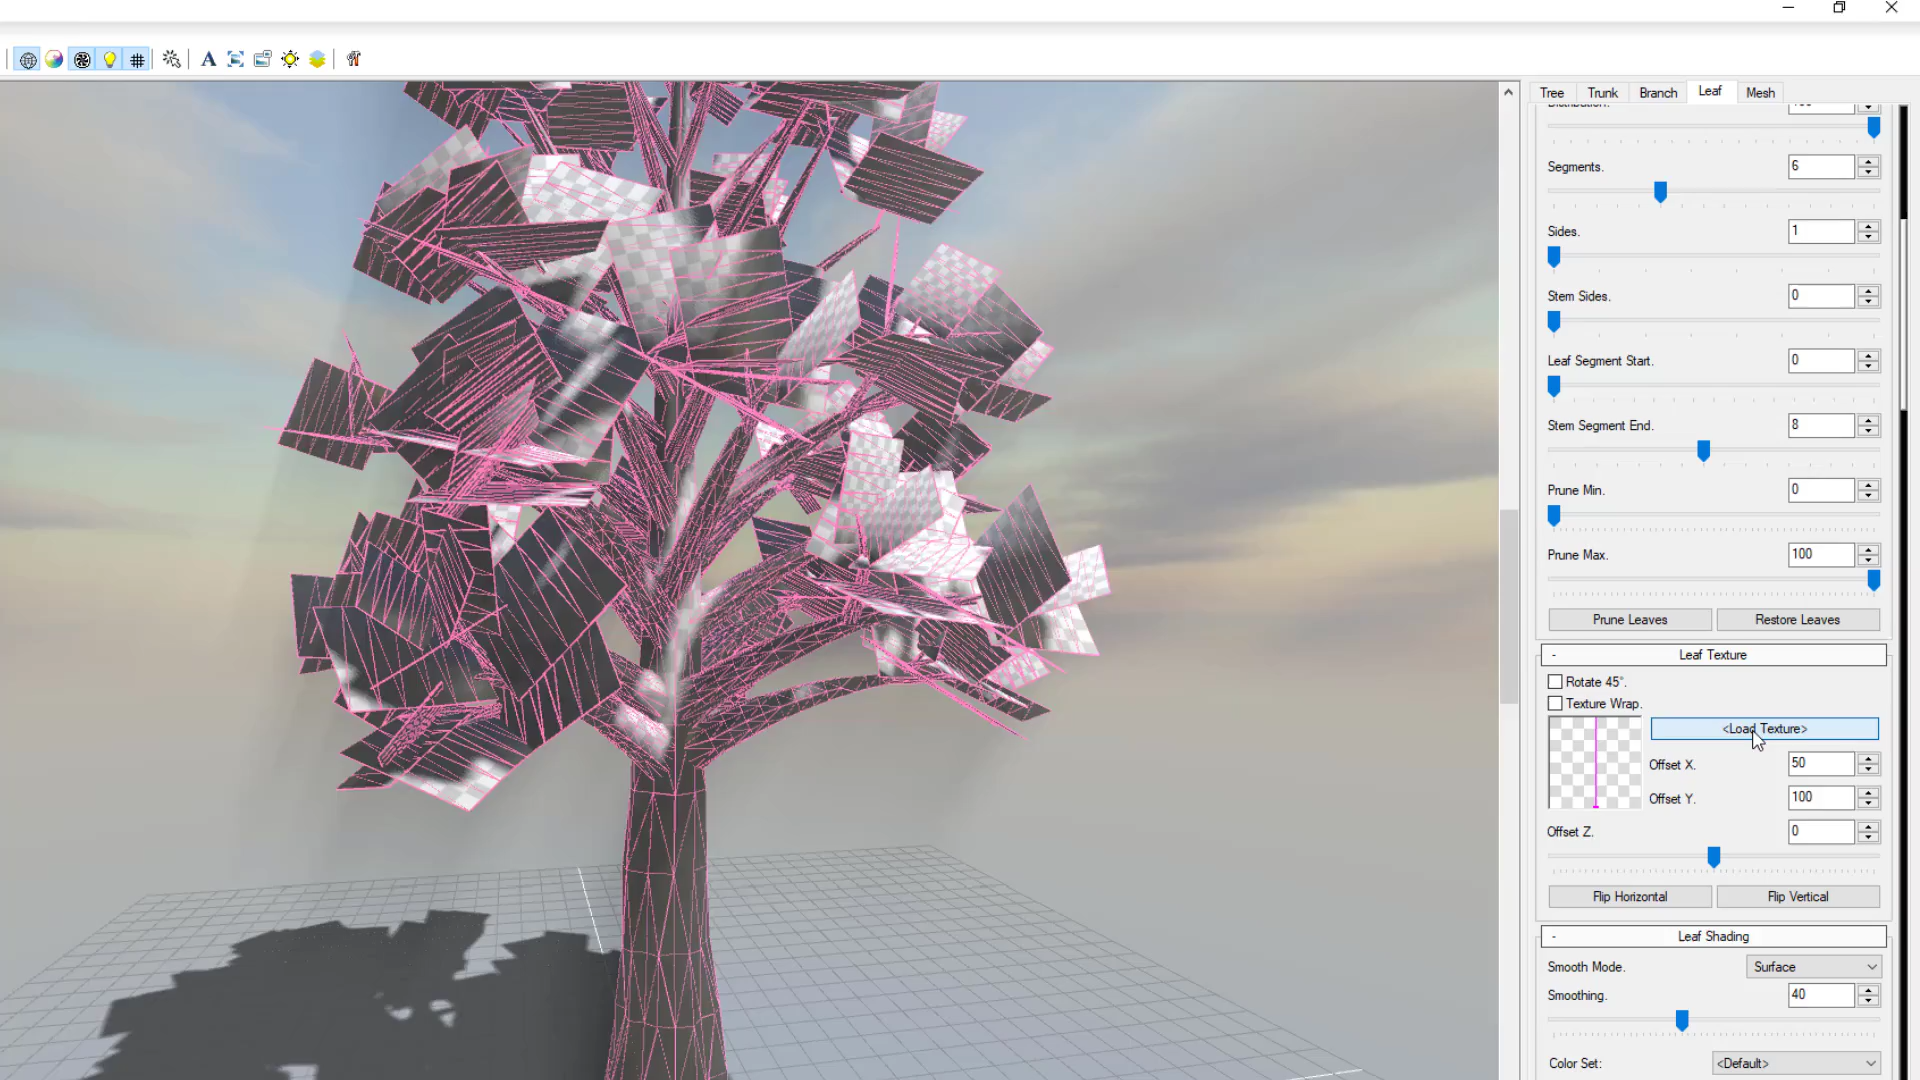 Tree Trunk Branch Leaf Mesh
Distribution. 100
Segments. 6
Sides. 1
Stem Sides. 0
Leaf Segment Start. 0
Stem Segment End. 8
Prune Min. 0
Prune Max. 100
Prune Leaves Restore Leaves
- Leaf Texture
Rotate 45°.
Texture Wrap.
<Load Texture>
Offset X. 50
Offset Y. 100
Offset Z. 0
Flip Horizontal Flip Vertical
- Leaf Shading
Smooth Mode. Surface
Smoothing. 40
Color Set: <Default>